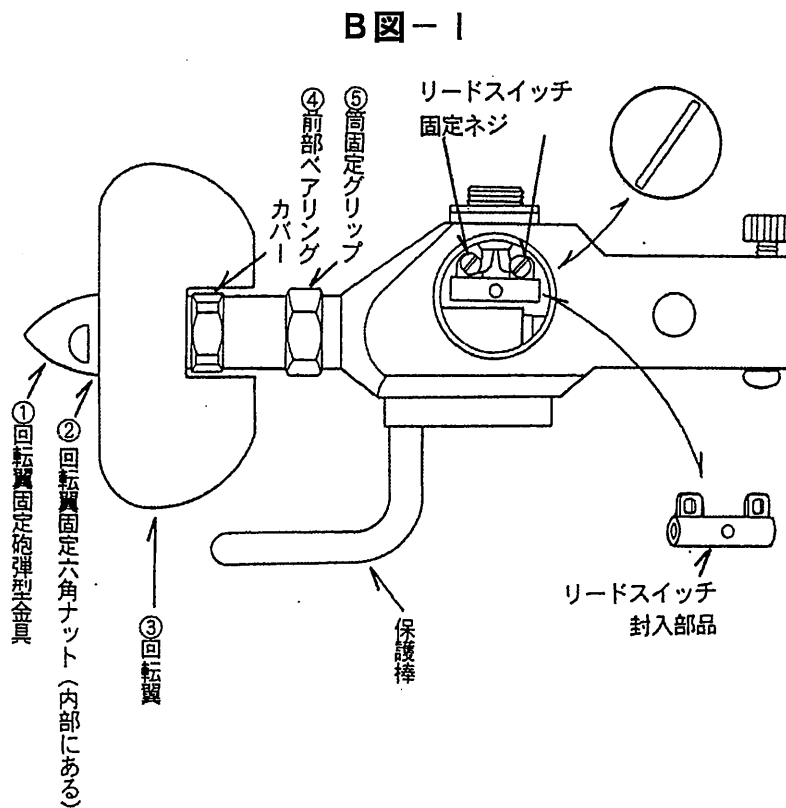 B図－1
リードスイッチ
固定ネジ
⑤筒固定グリップ
④前部ベアリング
カバー
①回転翼固定砲弾型金具
②回転翼固定六角ナット（内部にある）
③回転翼
保護棒
リードスイッチ
封入部品